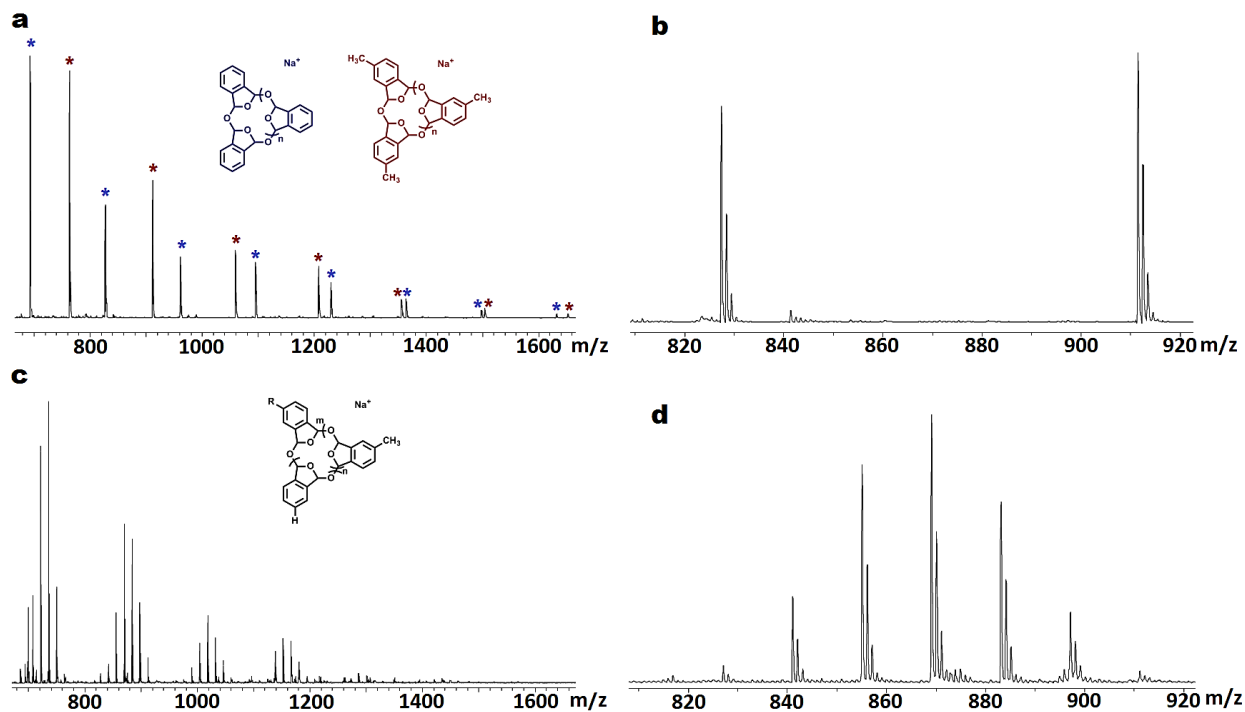 a
* * * * * * * * * * * * * * * *
Na+
O O O O O O n
H3C Na+
O O CH3 O O O O n
CH3
800 1000 1200 1400 1600 m/z
b
820 840 860 880 900 920 m/z
c
R Na+
m O O O CH3 O O O n
H
800 1000 1200 1400 1600 m/z
d
820 840 860 880 900 920 m/z